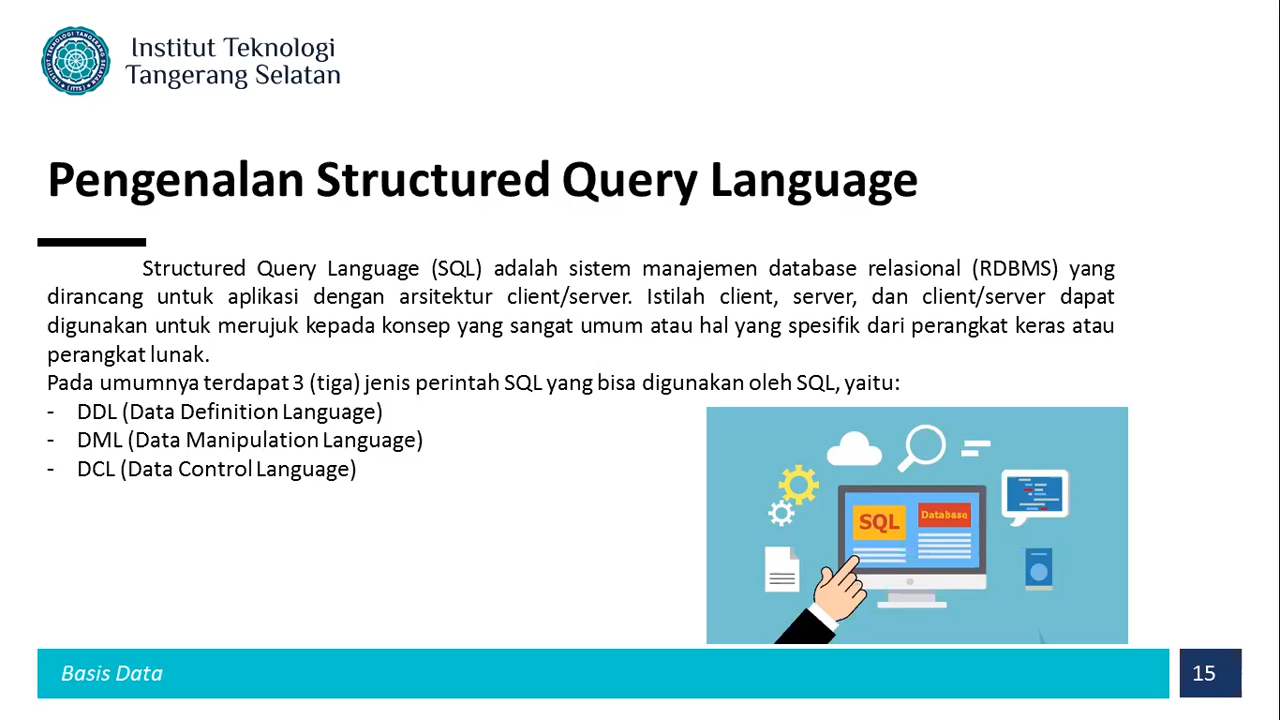 Institut Teknologi
Tangerang Selatan
Pengenalan Structured Query Language
Structured Query Language (SQL) adalah sistem manajemen database relasional (RDBMS) yang
dirancang untuk aplikasi dengan arsitektur client/server. Istilah client, server, dan client/server dapat
digunakan untuk merujuk kepada konsep yang sangat umum atau hal yang spesifik dari perangkat keras atau
perangkat lunak.
Pada umumnya terdapat 3 (tiga) jenis perintah SQL yang bisa digunakan oleh SQL, yaitu:
- DDL (Data Definition Language)
- DML (Data Manipulation Language)
- DCL (Data Control Language)
SQL
Database
Basis Data
15